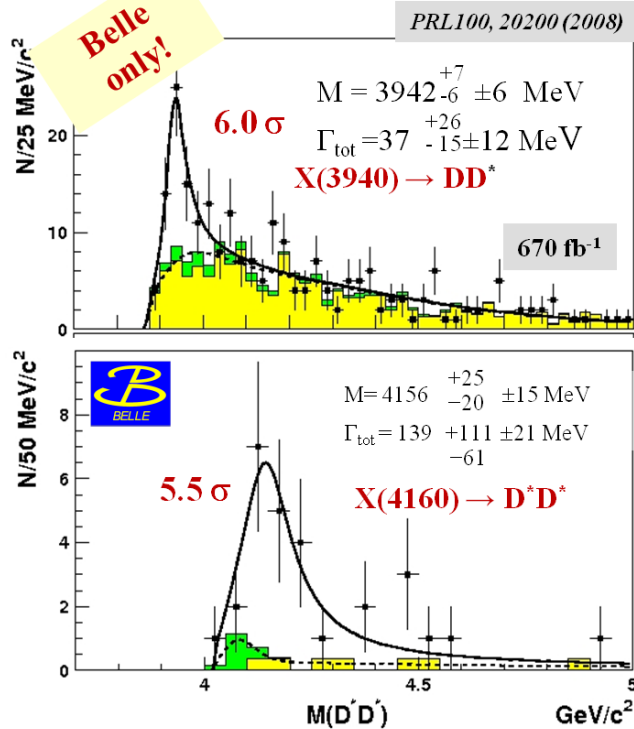 Belle
only!
PRL100, 20200 (2008)
N/25 MeV/c²
20
10
0
6.0 σ
M = 3942 +7 -6 ±6 MeV
Γtot =37 +26 -15 ±12 MeV
X(3940) → DD*
670 fb-1
N/50 MeV/c²
8
6
4
2
0
B
BELLE
5.5 σ
M=4156 +25 −20 ±15 MeV
Γtot = 139 +111 −61 ±21 MeV
X(4160) → D*D*
4 4.5 5
M(D*D*) GeV/c²